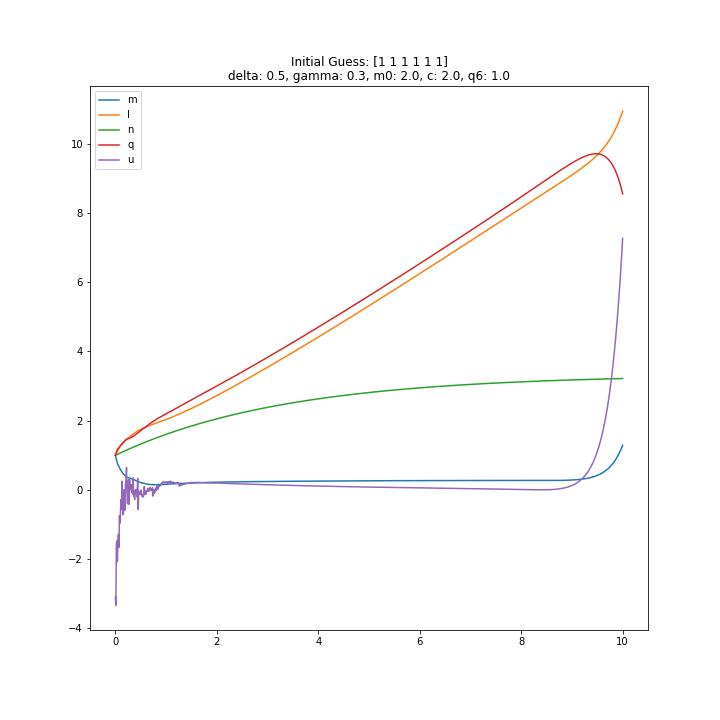 Initial Guess: [1 1 1 1 1 1]
delta: 0.5, gamma: 0.3, m0: 2.0, c: 2.0, q6: 1.0
m
l
n
q
u
10
8
6
4
2
0
−2
−4
0 2 4 6 8 10